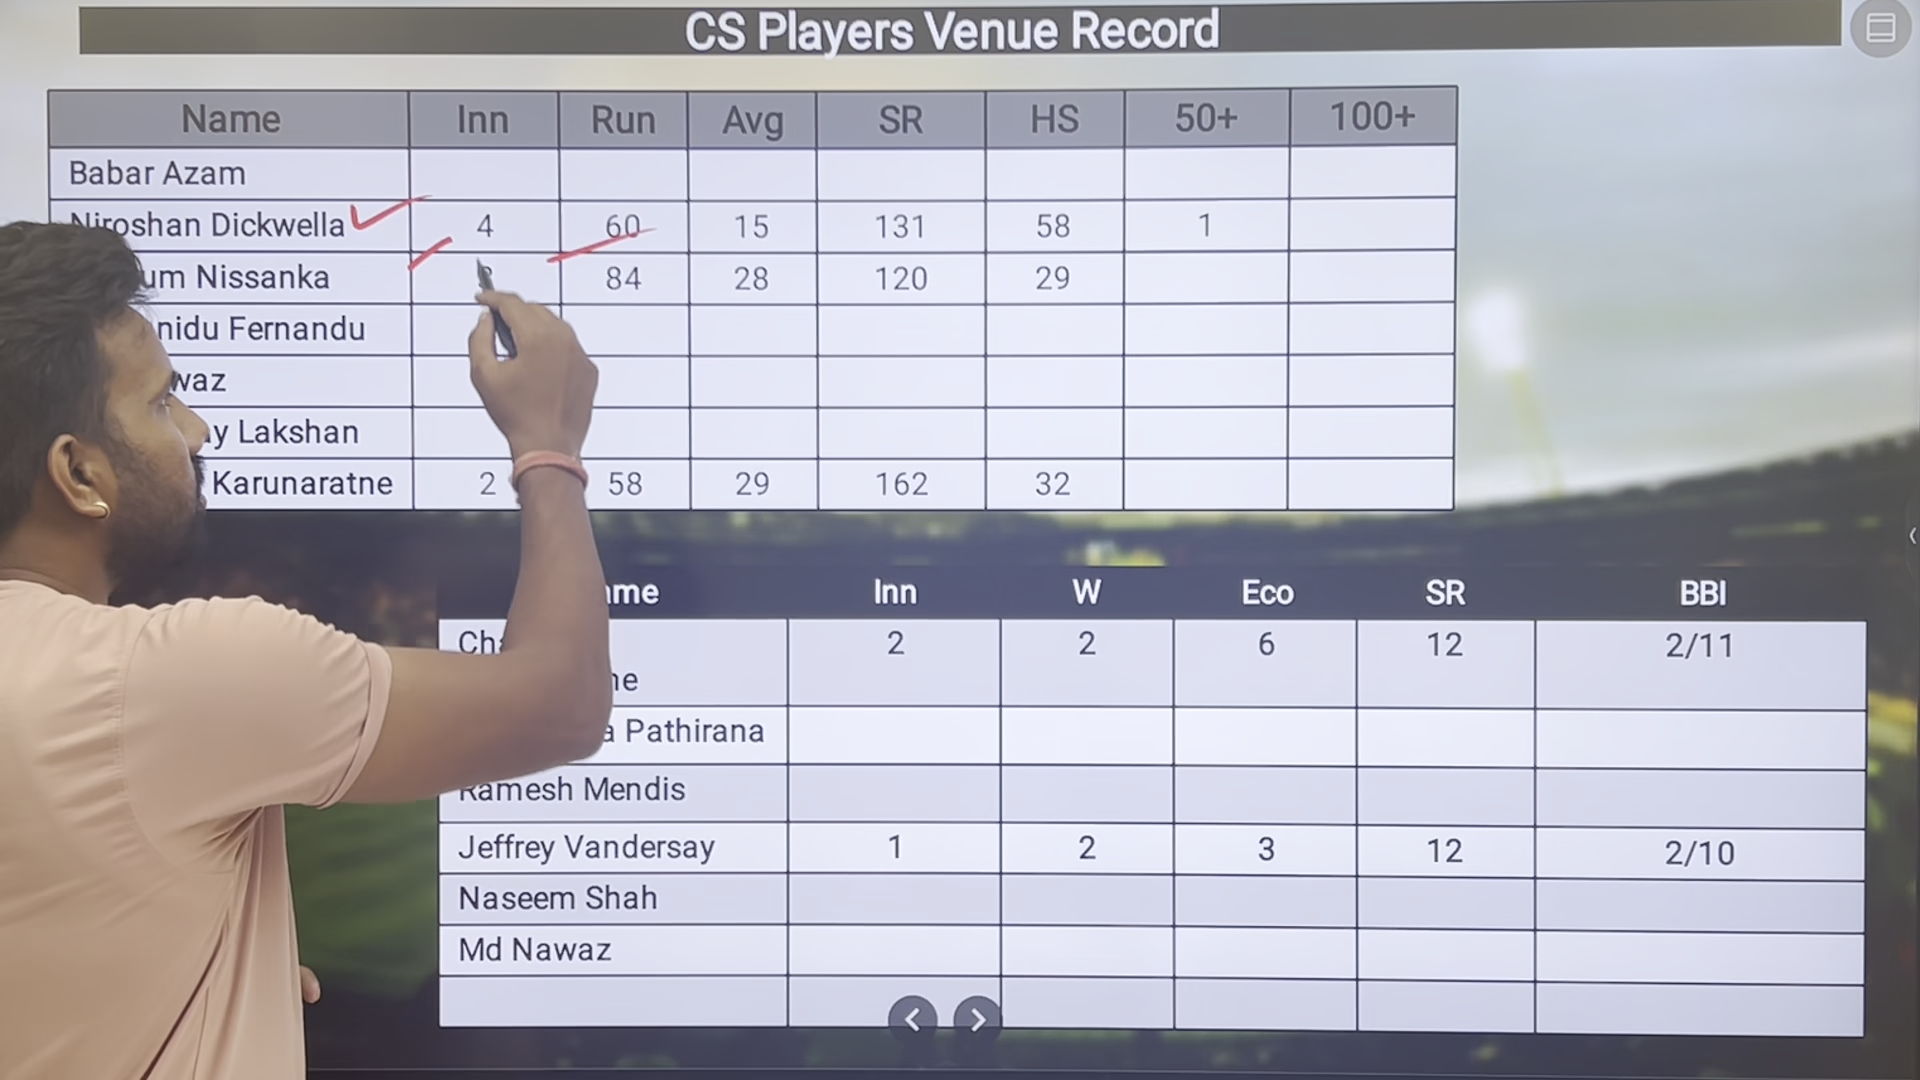 CS Players Venue Record
Name Inn Run Avg SR HS 50+ 100+
Babar Azam
Niroshan Dickwella 4 60 15 131 58 1
um Nissanka 84 28 120 29
nidu Fernandu
waz
ay Lakshan
Karunaratne 2 58 29 162 32
me Inn W Eco SR BBI
Cha 2 2 6 12 2/11
ne
a Pathirana
Ramesh Mendis
Jeffrey Vandersay 1 2 3 12 2/10
Naseem Shah
Md Nawaz